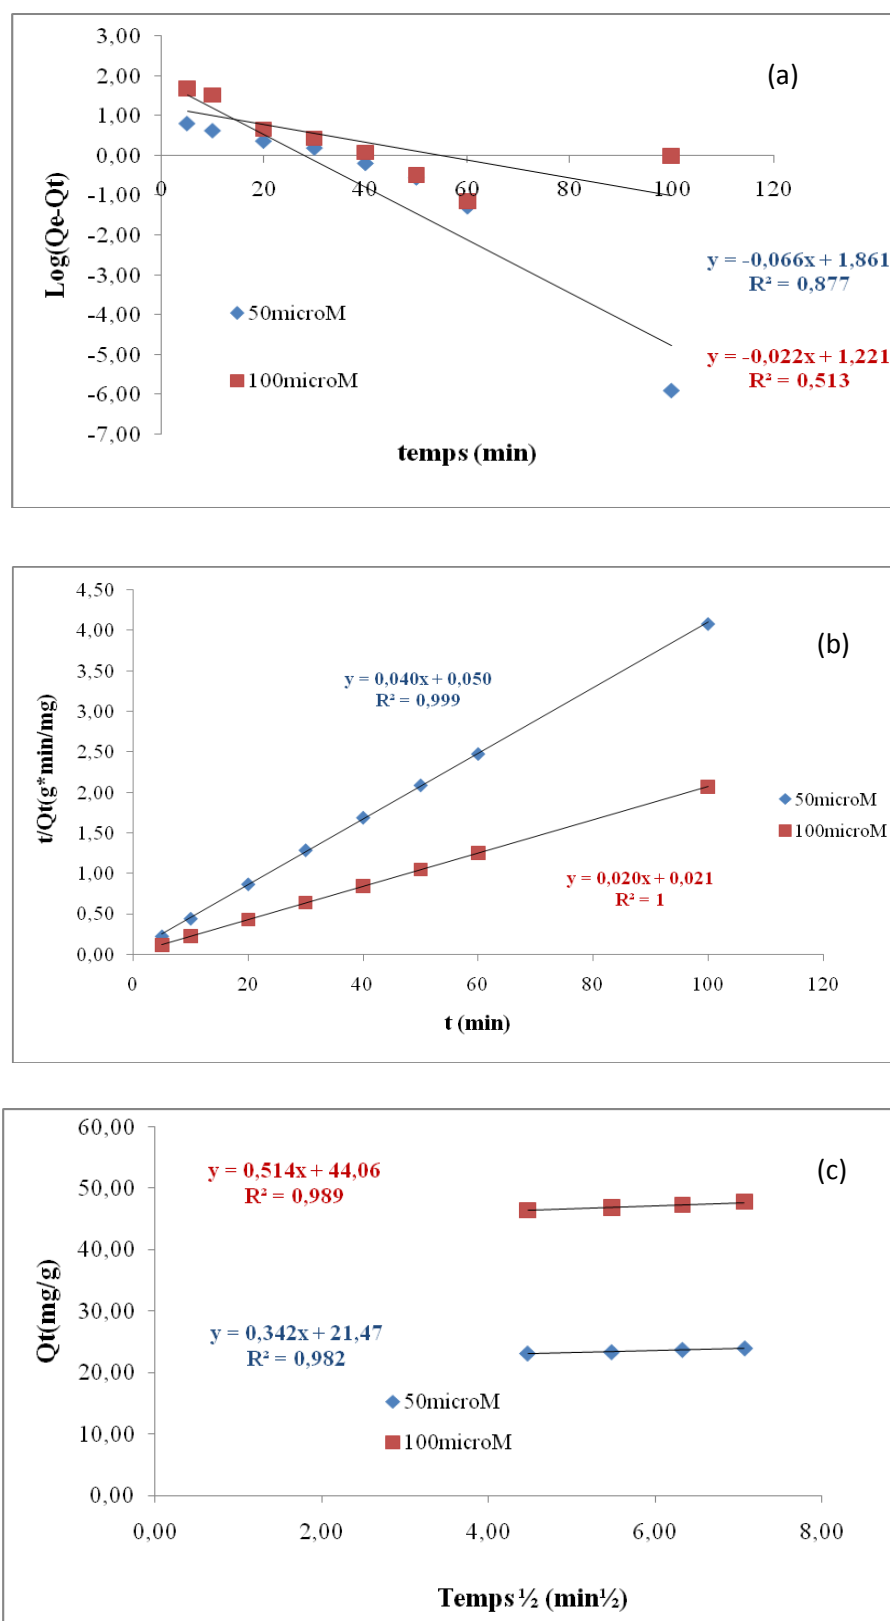 (a)
3,00
2,00
1,00
0,00
-1,00
-2,00
-3,00
-4,00
-5,00
-6,00
-7,00
0 20 40 60 80 100 120
Log(Qe-Qt)
temps (min)
50microM
100microM
y = -0,066x + 1,861
R² = 0,877
y = -0,022x + 1,221
R² = 0,513
(b)
4,50
4,00
3,50
3,00
2,50
2,00
1,50
1,00
0,50
0,00
0 20 40 60 80 100 120
t/Qt(g*min/mg)
t (min)
y = 0,040x + 0,050
R² = 0,999
50microM
100microM
y = 0,020x + 0,021
R² = 1
(c)
60,00
50,00
40,00
30,00
20,00
10,00
0,00
0,00 2,00 4,00 6,00 8,00
Qt(mg/g)
Temps ½ (min½)
y = 0,514x + 44,06
R² = 0,989
y = 0,342x + 21,47
R² = 0,982
50microM
100microM